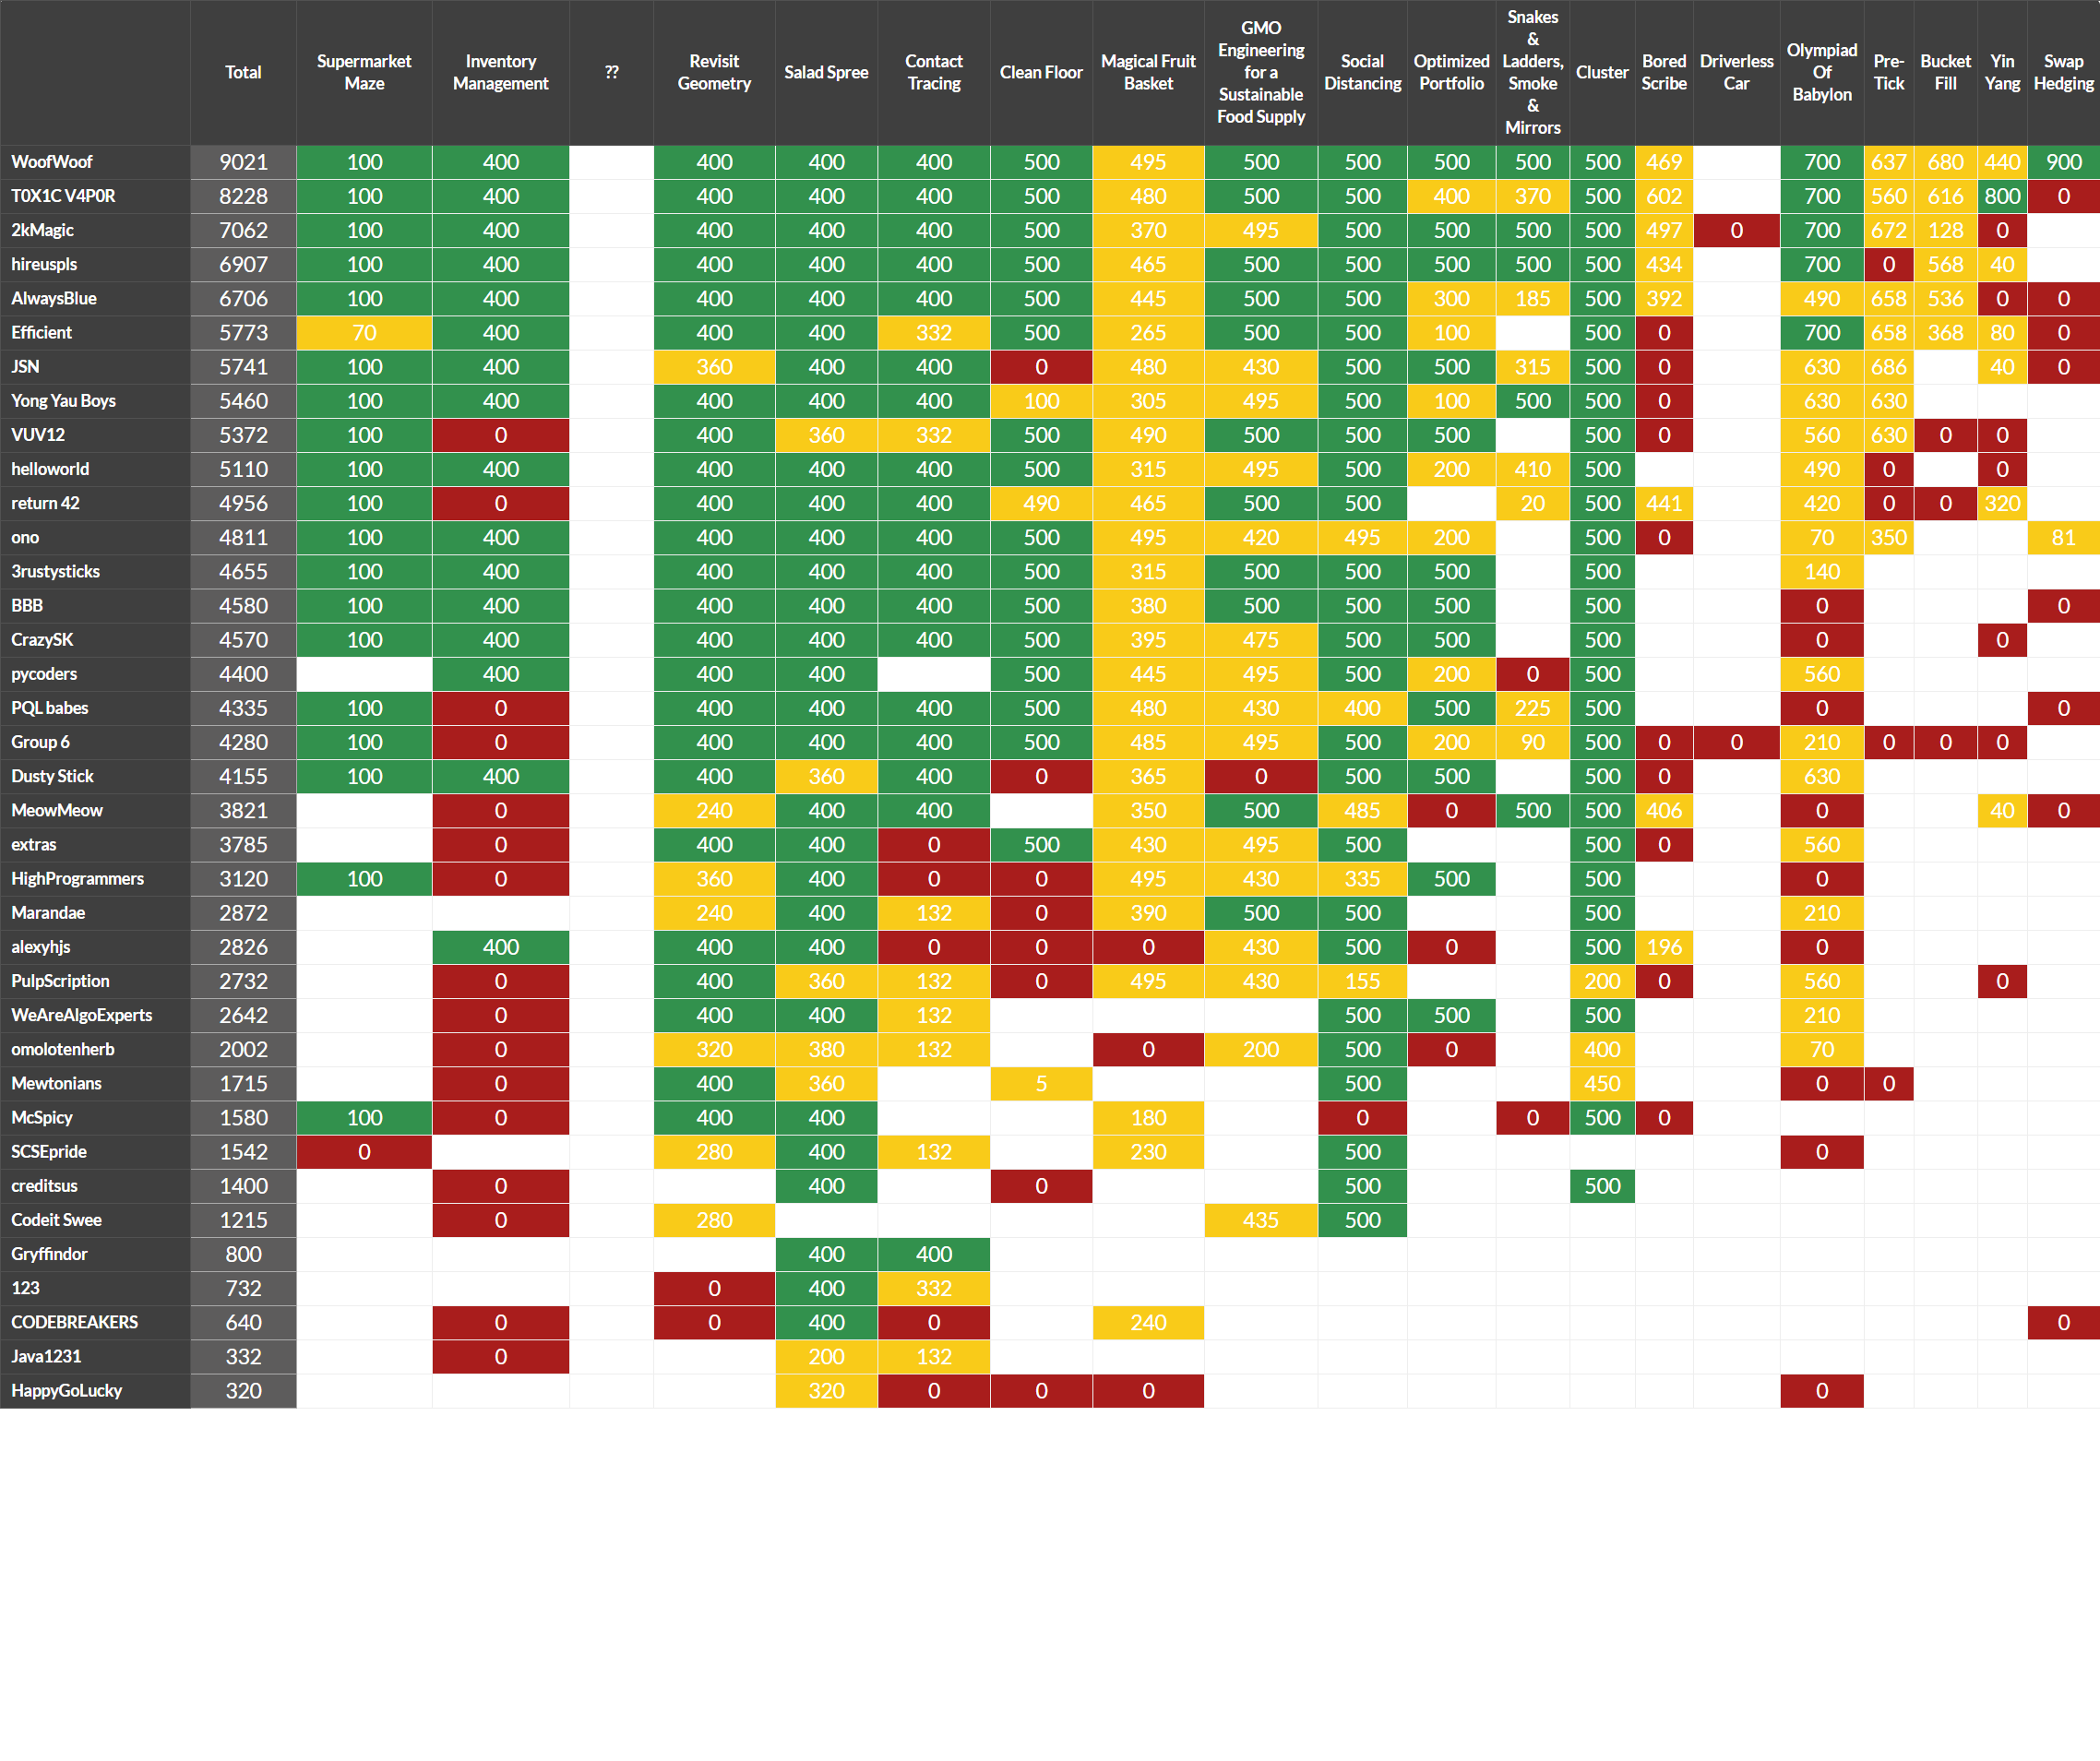 Total Supermarket Maze Inventory Management ?? Revisit Geometry Salad Spree Contact Tracing Clean Floor Magical Fruit Basket GMO Engineering for a Sustainable Food Supply Social Distancing Optimized Portfolio Snakes & Ladders, Smoke & Mirrors Cluster Bored Scribe Driverless Car Olympiad Of Babylon Pre-Tick Bucket Fill Yin Yang Swap Hedging
WoofWoof 9021 100 400 400 400 400 500 495 500 500 500 500 500 469 700 637 680 440 900
T0X1C V4P0R 8228 100 400 400 400 400 500 480 500 500 400 370 500 602 700 560 616 800 0
2kMagic 7062 100 400 400 400 400 500 370 495 500 500 500 500 497 0 700 672 128 0
hireuspls 6907 100 400 400 400 400 500 465 500 500 500 500 500 434 700 0 568 40
AlwaysBlue 6706 100 400 400 400 400 500 445 500 500 300 185 500 392 490 658 536 0 0
Efficient 5773 70 400 400 400 332 500 265 500 500 100 500 0 700 658 368 80 0
JSN 5741 100 400 360 400 400 0 480 430 500 500 315 500 0 630 686 40 0
Yong Yau Boys 5460 100 400 400 400 400 100 305 495 500 100 500 500 0 630 630
VUV12 5372 100 0 400 360 332 500 490 500 500 500 500 0 560 630 0 0
helloworld 5110 100 400 400 400 400 500 315 495 500 200 410 500 490 0 0
return 42 4956 100 0 400 400 400 490 465 500 500 20 500 441 420 0 0 320
ono 4811 100 400 400 400 400 500 495 420 495 200 500 0 70 350 81
3rustysticks 4655 100 400 400 400 400 500 315 500 500 500 500 140
BBB 4580 100 400 400 400 400 500 380 500 500 500 500 0 0
CrazySK 4570 100 400 400 400 400 500 395 475 500 500 500 0 0
pycoders 4400 400 400 400 500 445 495 500 200 0 500 560
PQL babes 4335 100 0 400 400 400 500 480 430 400 500 225 500 0 0
Group 6 4280 100 0 400 400 400 500 485 495 500 200 90 500 0 0 210 0 0 0
Dusty Stick 4155 100 400 400 360 400 0 365 0 500 500 500 0 630
MeowMeow 3821 0 240 400 400 350 500 485 0 500 500 406 0 40 0
extras 3785 0 400 400 0 500 430 495 500 500 0 560
HighProgrammers 3120 100 0 360 400 0 0 495 430 335 500 500 0
Marandae 2872 240 400 132 0 390 500 500 500 210
alexyhjs 2826 400 400 400 0 0 0 430 500 0 500 196 0
PulpScription 2732 0 400 360 132 0 495 430 155 200 0 560 0
WeAreAlgoExperts 2642 0 400 400 132 500 500 500 210
omolotenherb 2002 0 320 380 132 0 200 500 0 400 70
Mewtonians 1715 0 400 360 5 500 450 0 0
McSpicy 1580 100 0 400 400 180 0 0 500 0
SCSEpride 1542 0 280 400 132 230 500 0
creditsus 1400 0 400 0 500 500
Codeit Swee 1215 0 280 435 500
Gryffindor 800 400 400
123 732 0 400 332
CODEBREAKERS 640 0 0 400 0 240 0
Java1231 332 0 200 132
HappyGoLucky 320 320 0 0 0 0